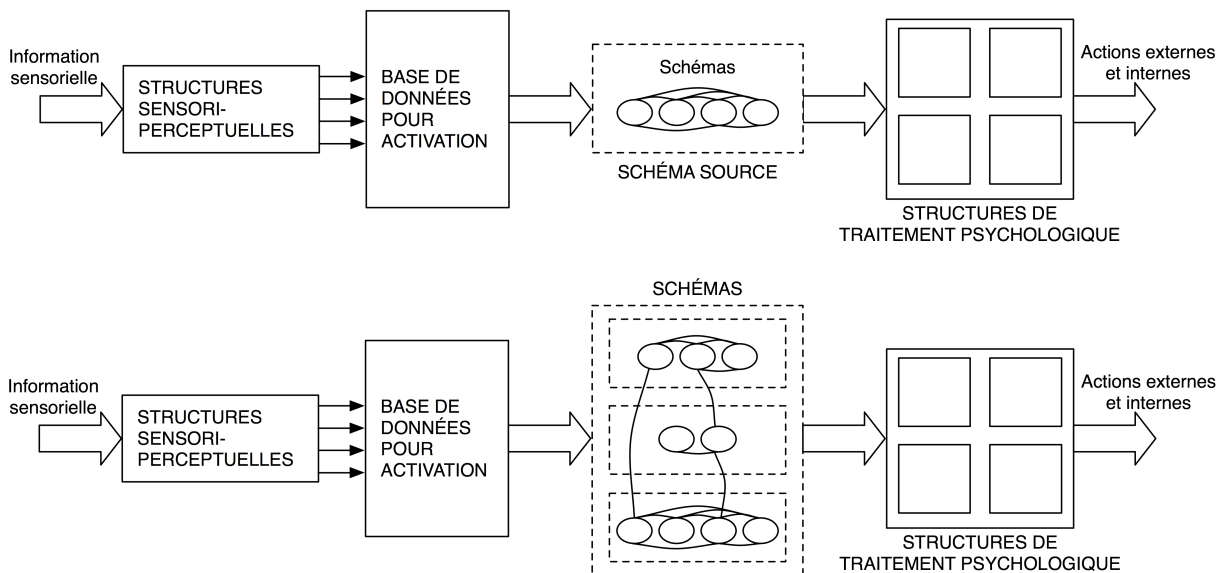 Information
sensorielle
STRUCTURES
SENSORI-
PERCEPTUELLES
BASE DE
DONNÉES
POUR
ACTIVATION
Schémas
SCHÉMA SOURCE
STRUCTURES DE
TRAITEMENT PSYCHOLOGIQUE
Actions externes
et internes
Information
sensorielle
STRUCTURES
SENSORI-
PERCEPTUELLES
BASE DE
DONNÉES
POUR
ACTIVATION
SCHÉMAS
STRUCTURES DE
TRAITEMENT PSYCHOLOGIQUE
Actions externes
et internes